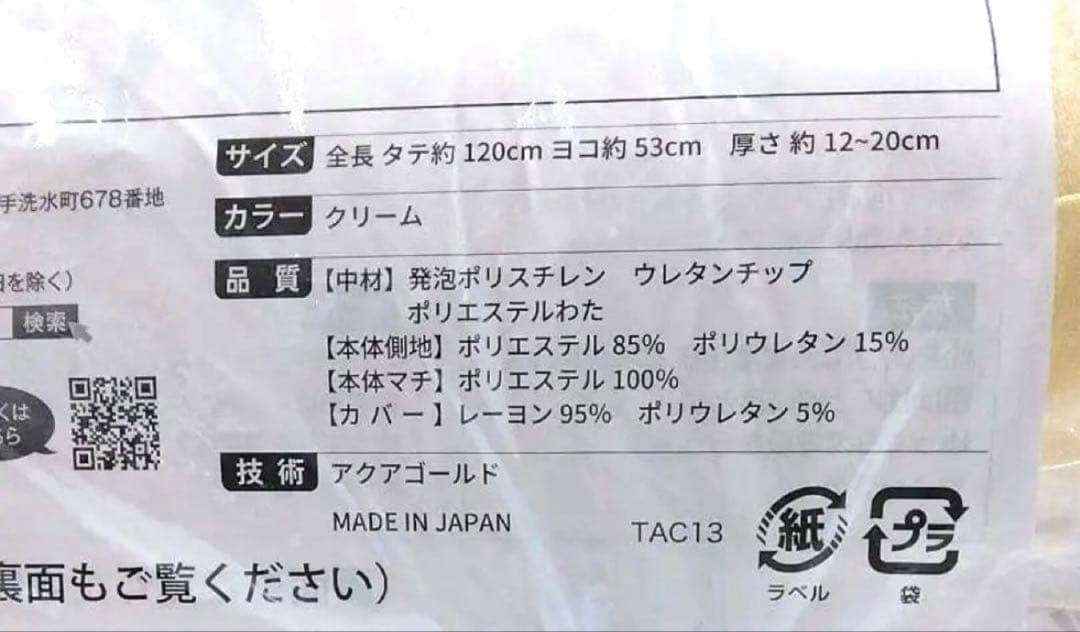 サイズ 全長 タテ約 120cm ヨコ約 53cm 厚さ 約 12~20cm
手洗水町678番地
カラー クリーム
品質 【中材】発泡ポリスチレン ウレタンチップ
を除く）
ポリエステルわた
検索
【本体側地】ポリエステル 85% ポリウレタン 15%
【本体マチ】ポリエステル 100%
くは
【カバー】レーヨン 95% ポリウレタン 5%
ちら
技術 アクアゴールド
MADE IN JAPAN
TAC13
紙
プラ
ラベル
袋
裏面もご覧ください）